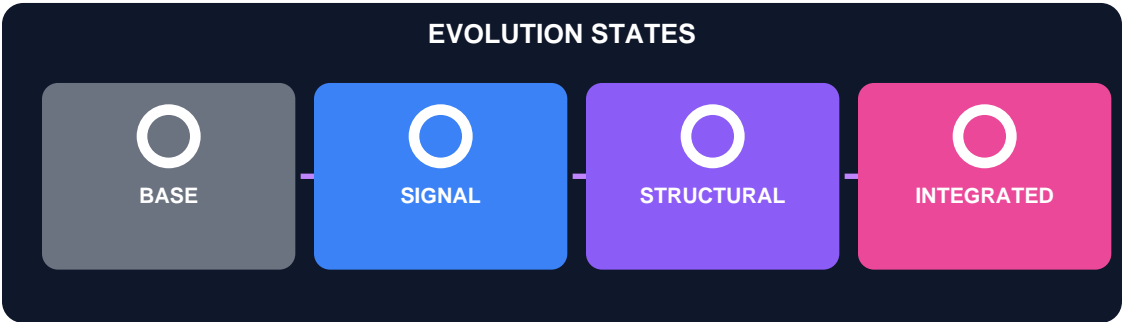 EVOLUTION STATES
BASE
SIGNAL
STRUCTURAL
INTEGRATED